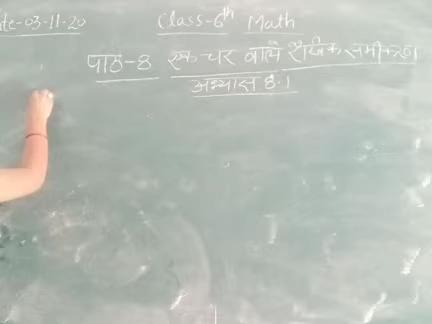 Date-03-11-20 Class-6th Math
पाठ-8 एक चर वाले रैखिक समीकरण
अभ्यास 8.1